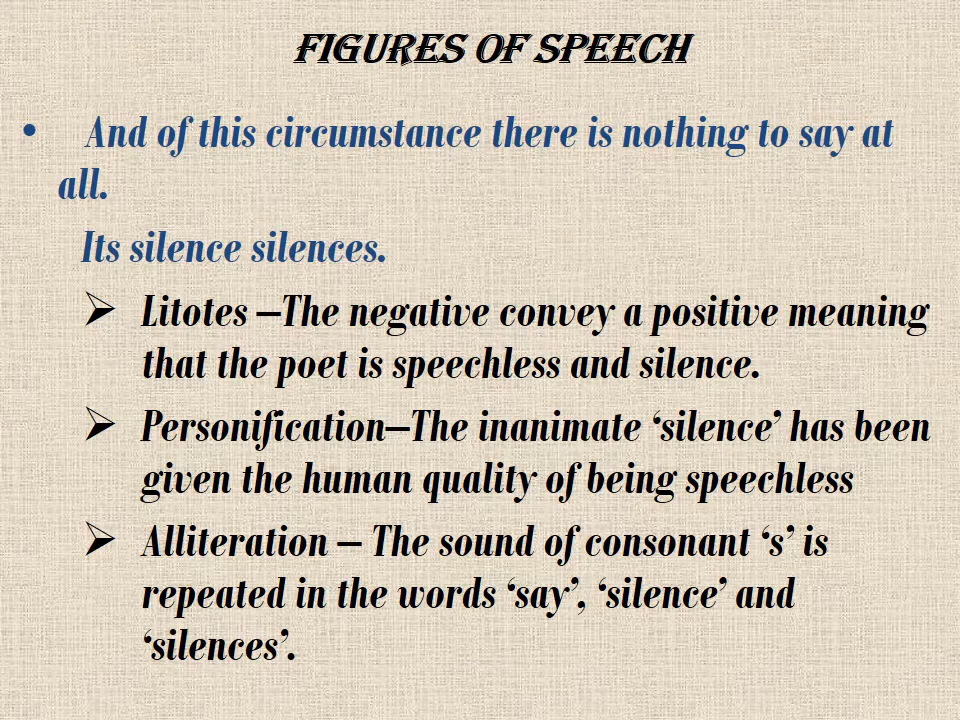 FIGURES OF SPEECH
• And of this circumstance there is nothing to say at
all.
Its silence silences.
➢ Litotes –The negative convey a positive meaning
that the poet is speechless and silence.
➢ Personification–The inanimate ‘silence’ has been
given the human quality of being speechless
➢ Alliteration – The sound of consonant ‘s’ is
repeated in the words ‘say’, ‘silence’ and
‘silences’.